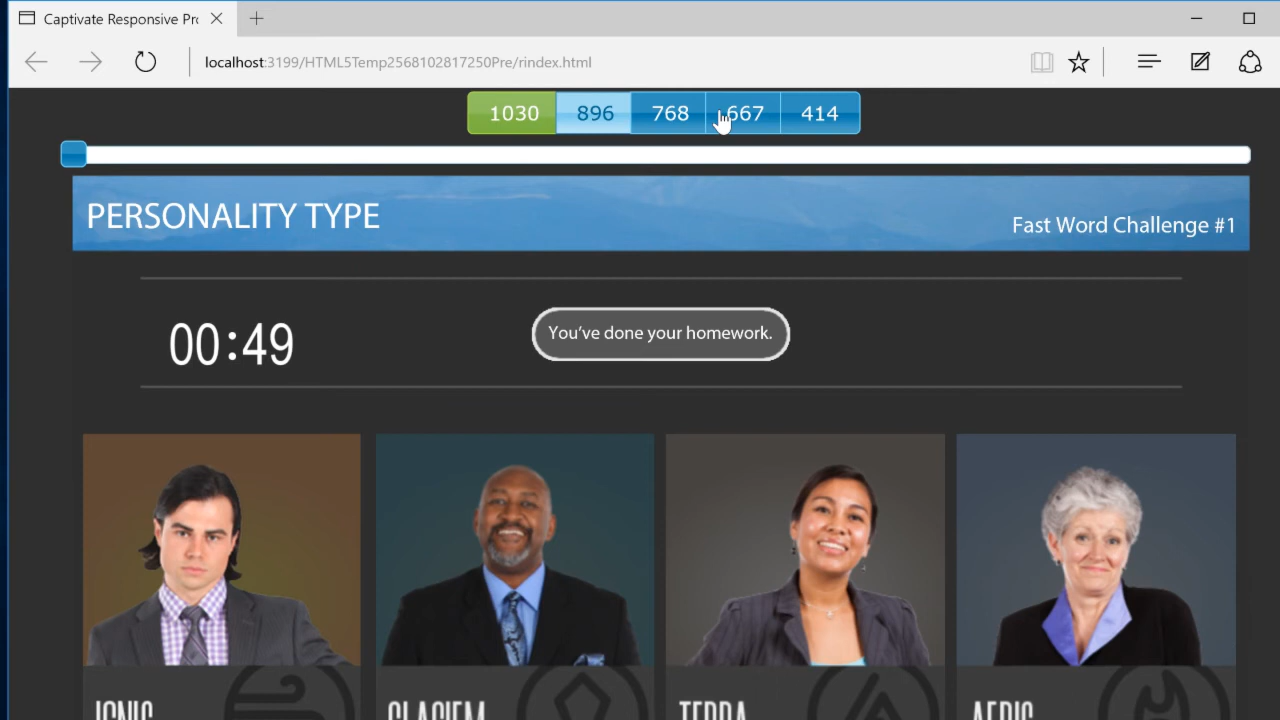 Captivate Responsive Pro
localhost:3199/HTML5Temp2568102817250Pre/rindex.html
1030 896 768 667 414
PERSONALITY TYPE
Fast Word Challenge #1
00:49
You've done your homework.
IGNIS GLACIEM TERRA AERIS